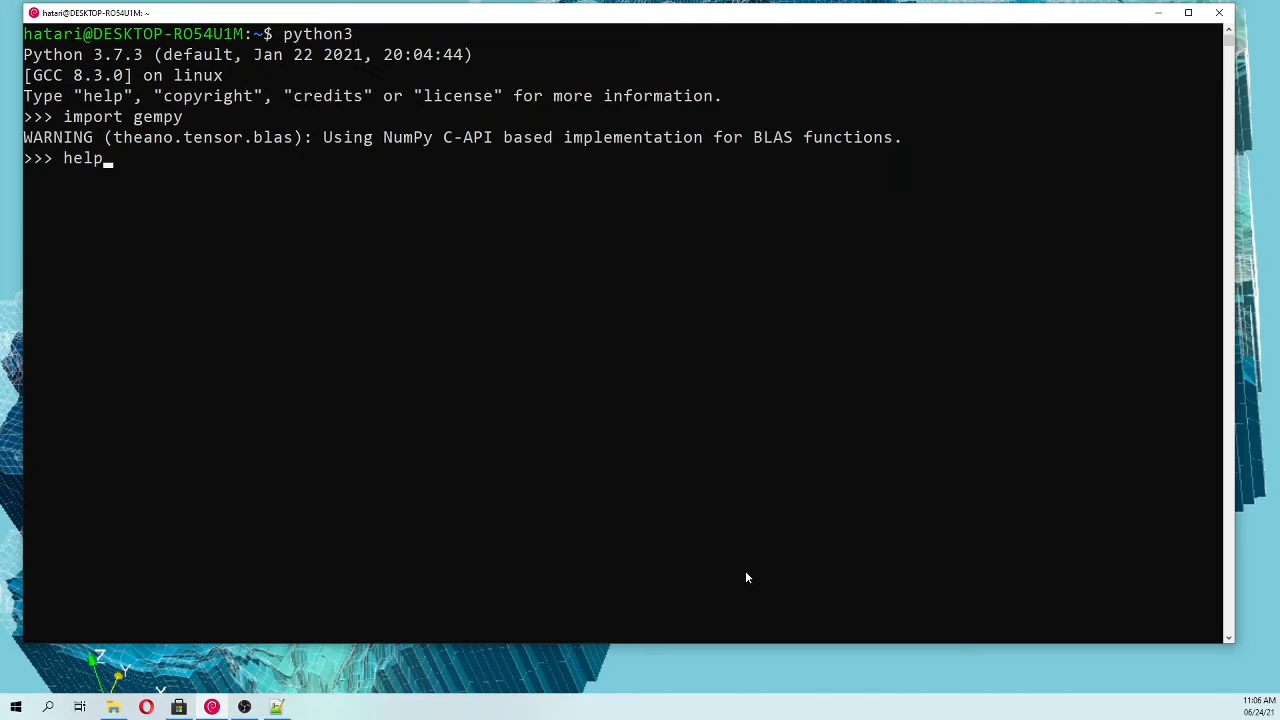 hatari@DESKTOP-RO54U1M: ~
hatari@DESKTOP-RO54U1M:~$ python3
Python 3.7.3 (default, Jan 22 2021, 20:04:44)
[GCC 8.3.0] on linux
Type "help", "copyright", "credits" or "license" for more information.
>>> import gempy
WARNING (theano.tensor.blas): Using NumPy C-API based implementation for BLAS functions.
>>> help
Z
Y
X
11:06 AM
06/24/21